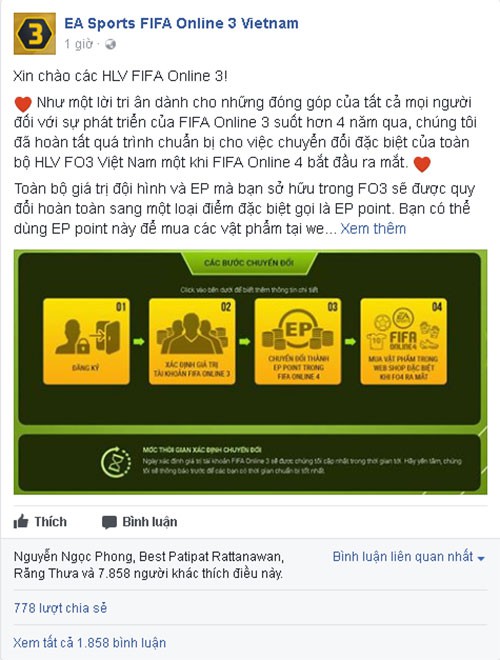 3
EA Sports FIFA Online 3 Vietnam
1 giờ ·
Xin chào các HLV FIFA Online 3!
Như một lời tri ân dành cho những đóng góp của tất cả mọi người
đối với sự phát triển của FIFA Online 3 suốt hơn 4 năm qua, chúng tôi
đã hoàn tất quá trình chuẩn bị cho việc chuyển đổi đặc biệt của toàn
bộ HLV FO3 Việt Nam một khi FIFA Online 4 bắt đầu ra mắt.
Toàn bộ giá trị đội hình và EP mà bạn sở hữu trong FO3 sẽ được quy
đổi hoàn toàn sang một loại điểm đặc biệt gọi là EP point. Bạn có thể
dùng EP point này để mua các vật phẩm tại we... Xem thêm
CÁC BƯỚC CHUYỂN ĐỔI
Click vào bên dưới để biết thêm thông tin chi tiết
01
ĐĂNG KÝ
02
XÁC ĐỊNH GIÁ TRỊ
TÀI KHOẢN FIFA ONLINE 3
03
EP
CHUYỂN ĐỔI THÀNH
EP POINT TRONG
FIFA ONLINE 4
04
EA
FIFA
ONLINE 4
MUA VẬT PHẨM TRONG
WEB SHOP ĐẶC BIỆT
KHI FO4 RA MẮT
MỐC THỜI GIAN XÁC ĐỊNH CHUYỂN ĐỔI
Ngày xác định giá trị tài khoản FIFA Online 3 sẽ được chúng tôi cập nhật trong thời gian tới. Hãy yên tâm, chúng
tôi sẽ thông báo trước để các bạn có thời gian chuẩn bị tốt nhất.
Thích Bình luận
Nguyễn Ngọc Phong, Best Patipat Rattanawan,
Răng Thưa và 7.858 người khác thích điều này.
Bình luận liên quan nhất
778 lượt chia sẻ
Xem tất cả 1.858 bình luận